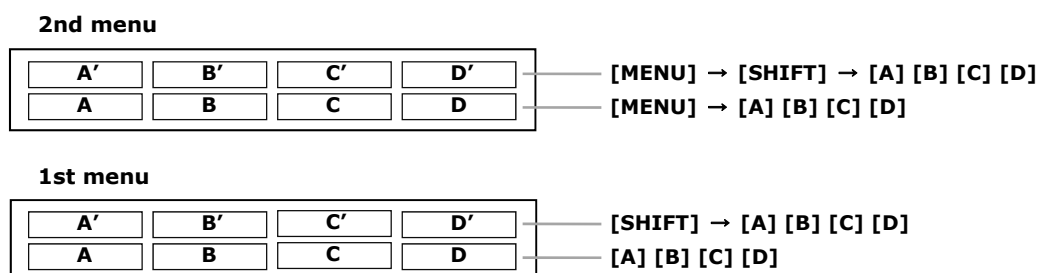 2nd menu
A′ B′ C′ D′ [MENU] → [SHIFT] → [A] [B] [C] [D]
A B C D [MENU] → [A] [B] [C] [D]
1st menu
A′ B′ C′ D′ [SHIFT] → [A] [B] [C] [D]
A B C D [A] [B] [C] [D]